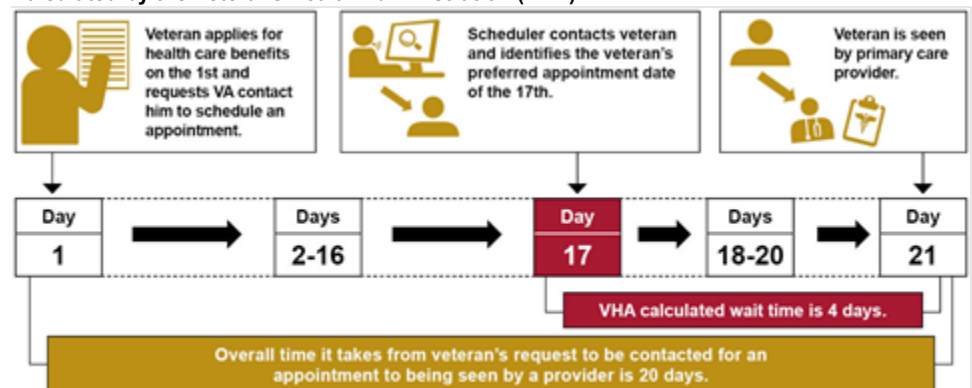 Veteran applies for
health care benefits
on the 1st and
requests VA contact
him to schedule an
appointment.
Scheduler contacts veteran
and identifies the veteran's
preferred appointment date
of the 17th.
Veteran is seen
by primary care
provider.
Day
1
Days
2-16
Day
17
Days
18-20
Day
21
VHA calculated wait time is 4 days.
Overall time it takes from veteran's request to be contacted for an
appointment to being seen by a provider is 20 days.